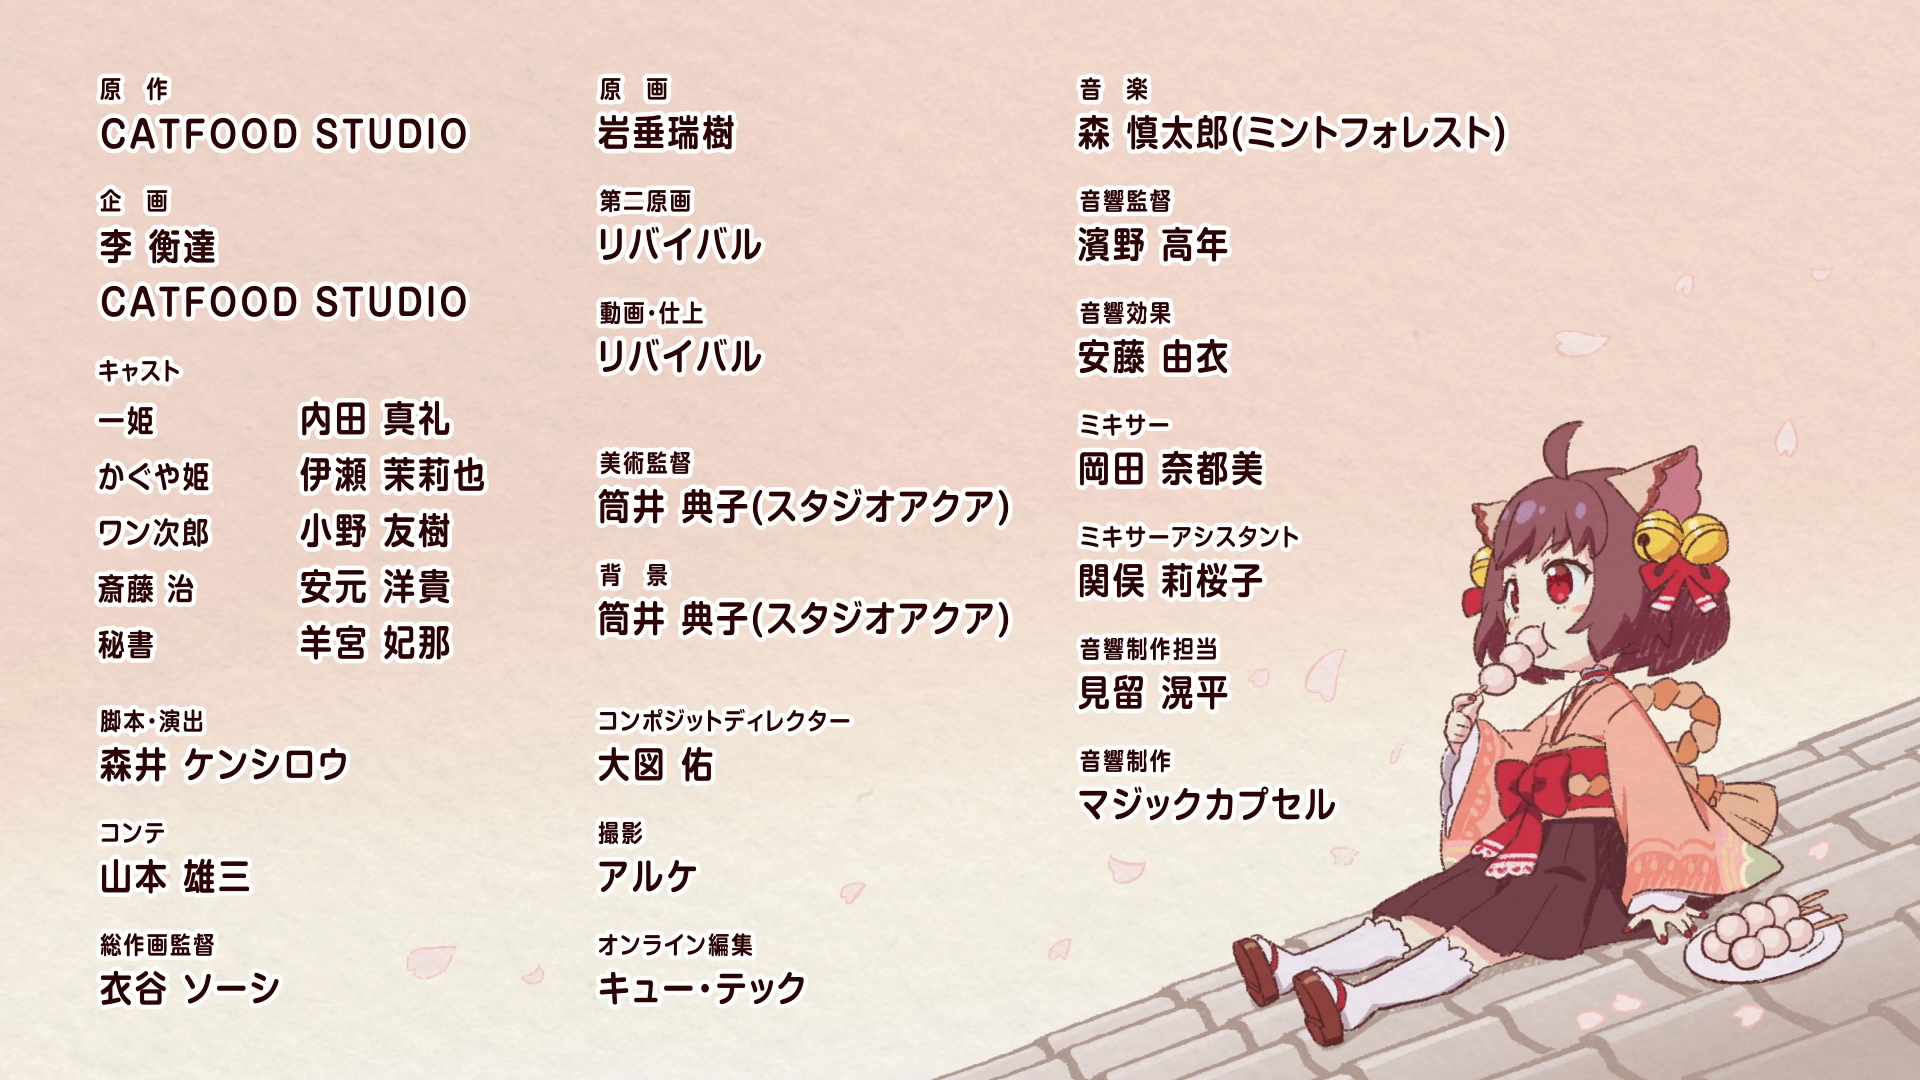 原　作
CATFOOD STUDIO
企　画
李 衡達
CATFOOD STUDIO
キャスト
一姫　内田 真礼
かぐや姫　伊瀬 茉莉也
ワン次郎　小野 友樹
斎藤 治　安元 洋貴
秘書　羊宮 妃那
脚本・演出
森井 ケンシロウ
コンテ
山本 雄三
総作画監督
衣谷 ソーシ
原　画
岩垂瑞樹
第二原画
リバイバル
動画・仕上
リバイバル
美術監督
筒井 典子(スタジオアクア)
背　景
筒井 典子(スタジオアクア)
コンポジットディレクター
大図 佑
撮影
アルケ
オンライン編集
キュー・テック
音　楽
森 慎太郎(ミントフォレスト)
音響監督
濱野 高年
音響効果
安藤 由衣
ミキサー
岡田 奈都美
ミキサーアシスタント
関俣 莉桜子
音響制作担当
見留 滉平
音響制作
マジックカプセル